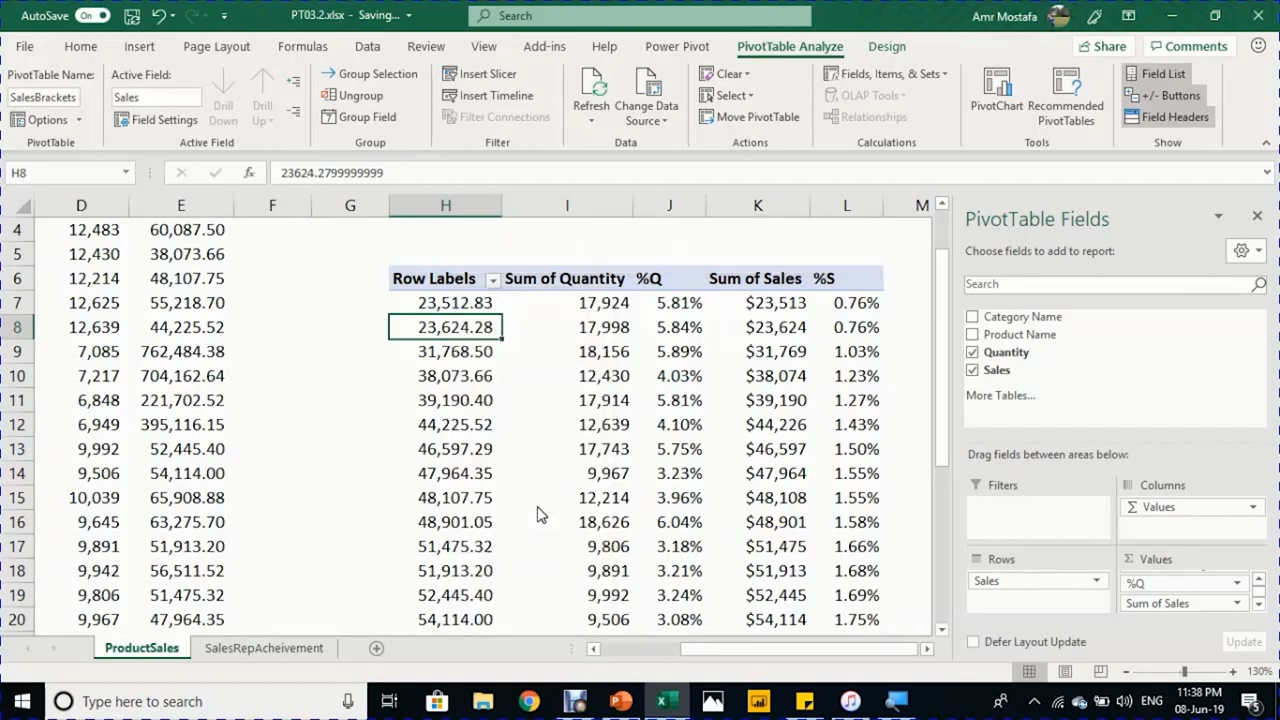 AutoSave On PT03.2.xlsx - Saving... Search Amr Mostafa
File Home Insert Page Layout Formulas Data Review View Add-ins Help Power Pivot PivotTable Analyze Design Share Comments
PivotTable Name: Active Field: Group Selection Insert Slicer Clear Fields, Items, & Sets Field List
SalesBrackets Sales Drill Down Drill Up Ungroup Insert Timeline Refresh Change Data Source Select OLAP Tools PivotChart Recommended PivotTables +/- Buttons
Options Field Settings Group Field Filter Connections Move PivotTable Relationships Field Headers
PivotTable Active Field Group Filter Data Actions Calculations Tools Show
H8 fx 23624.2799999999
D E F G H I J K L M
4 12,483 60,087.50
5 12,430 38,073.66
6 12,214 48,107.75 Row Labels Sum of Quantity %Q Sum of Sales %S
7 12,625 55,218.70 23,512.83 17,924 5.81% $23,513 0.76%
8 12,639 44,225.52 23,624.28 17,998 5.84% $23,624 0.76%
9 7,085 762,484.38 31,768.50 18,156 5.89% $31,769 1.03%
10 7,217 704,162.64 38,073.66 12,430 4.03% $38,074 1.23%
11 6,848 221,702.52 39,190.40 17,914 5.81% $39,190 1.27%
12 6,949 395,116.15 44,225.52 12,639 4.10% $44,226 1.43%
13 9,992 52,445.40 46,597.29 17,743 5.75% $46,597 1.50%
14 9,506 54,114.00 47,964.35 9,967 3.23% $47,964 1.55%
15 10,039 65,908.88 48,107.75 12,214 3.96% $48,108 1.55%
16 9,645 63,275.70 48,901.05 18,626 6.04% $48,901 1.58%
17 9,891 51,913.20 51,475.32 9,806 3.18% $51,475 1.66%
18 9,942 56,511.52 51,913.20 9,891 3.21% $51,913 1.68%
19 9,806 51,475.32 52,445.40 9,992 3.24% $52,445 1.69%
20 9,967 47,964.35 54,114.00 9,506 3.08% $54,114 1.75%
PivotTable Fields
Choose fields to add to report:
Search
Category Name
Product Name
Quantity
Sales
More Tables...
Drag fields between areas below:
Filters Columns
Σ Values
Rows Σ Values
Sales %Q
Sum of Sales
Defer Layout Update Update
ProductSales SalesRepAcheivement
130%
Type here to search ENG 11:38 PM
08-Jun-19 5